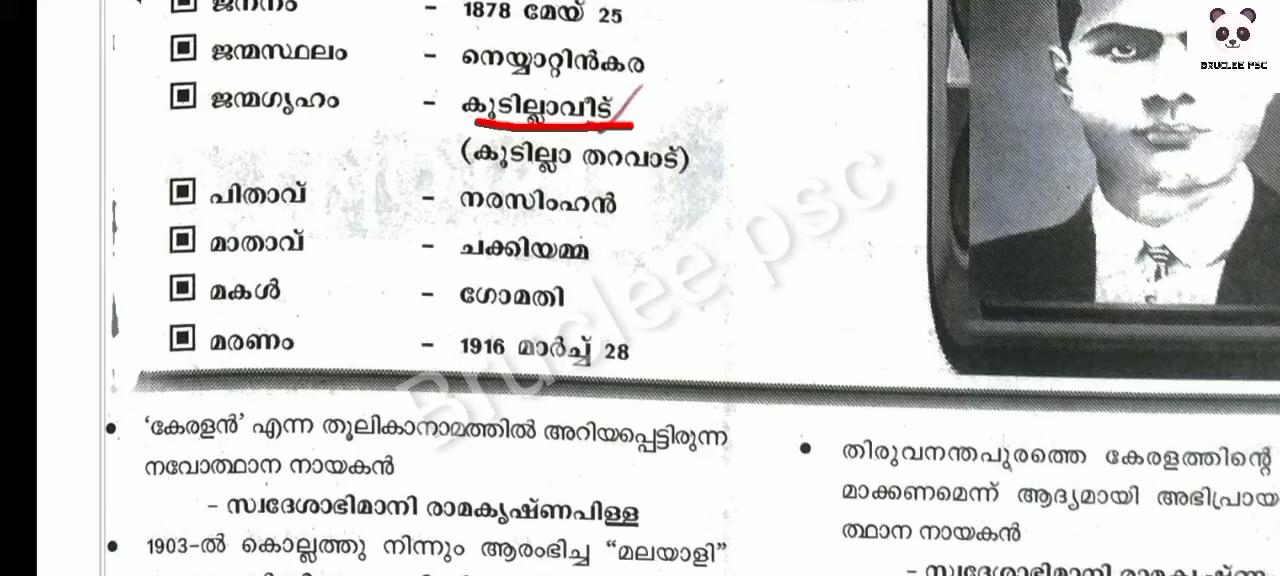 ജനനം – 1878 മേയ് 25
ജന്മസ്ഥലം – നെയ്യാറ്റിൻകര
ജന്മഗൃഹം – കൂടില്ലാവീട്
(കൂടില്ലാ തറവാട്)
പിതാവ് – നരസിംഹൻ
മാതാവ് – ചക്കിയമ്മ
മകൾ – ഗോമതി
മരണം – 1916 മാർച്ച് 28
BRUCLEE PSC
Bruclee psc
• 'കേരളൻ' എന്ന തൂലികാനാമത്തിൽ അറിയപ്പെട്ടിരുന്ന
നവോത്ഥാന നായകൻ
– സ്വദേശാഭിമാനി രാമകൃഷ്ണപിള്ള
• 1903-ൽ കൊല്ലത്തു നിന്നും ആരംഭിച്ച "മലയാളി"
• തിരുവനന്തപുരത്തെ കേരളത്തിന്റെ
മാക്കണമെന്ന് ആദ്യമായി അഭിപ്രായ
ത്ഥാന നായകൻ
– സ്വദേശാഭിമാനി രാമകൃഷ്ണ